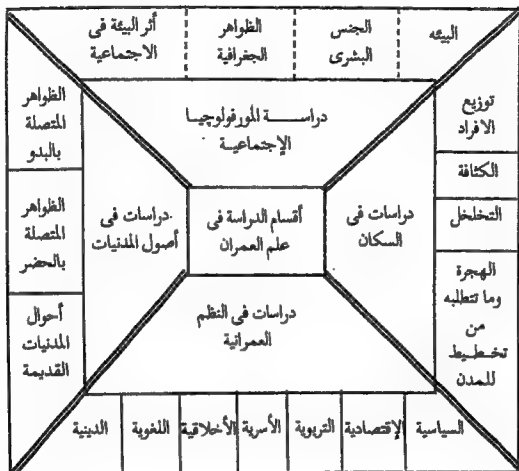 البيئه
الجنس
البشرى
الظواهر
الجغرافية
أثر البيئة فى
الاجتماعية
دراسة المورفولوچيا
الإجتماعية
توزيع
الافراد
الكثافة
التخلخل
الهجرة
وما تتطلبه
من
تخطيط
للمدن
دراسات فى
السكان
أقسام الدراسة فى
علم العمران
دراسات فى
أصول المدنيات
الظواهر
المتصلة
بالبدو
الظواهر
المتصلة
بالحضر
أحوال
المدنيات
القديمة
دراسات فى النظم
العمرانية
السياسية
الإقتصادية
التربوية
الأسرية
الأخلاقية
اللغوية
الدينية